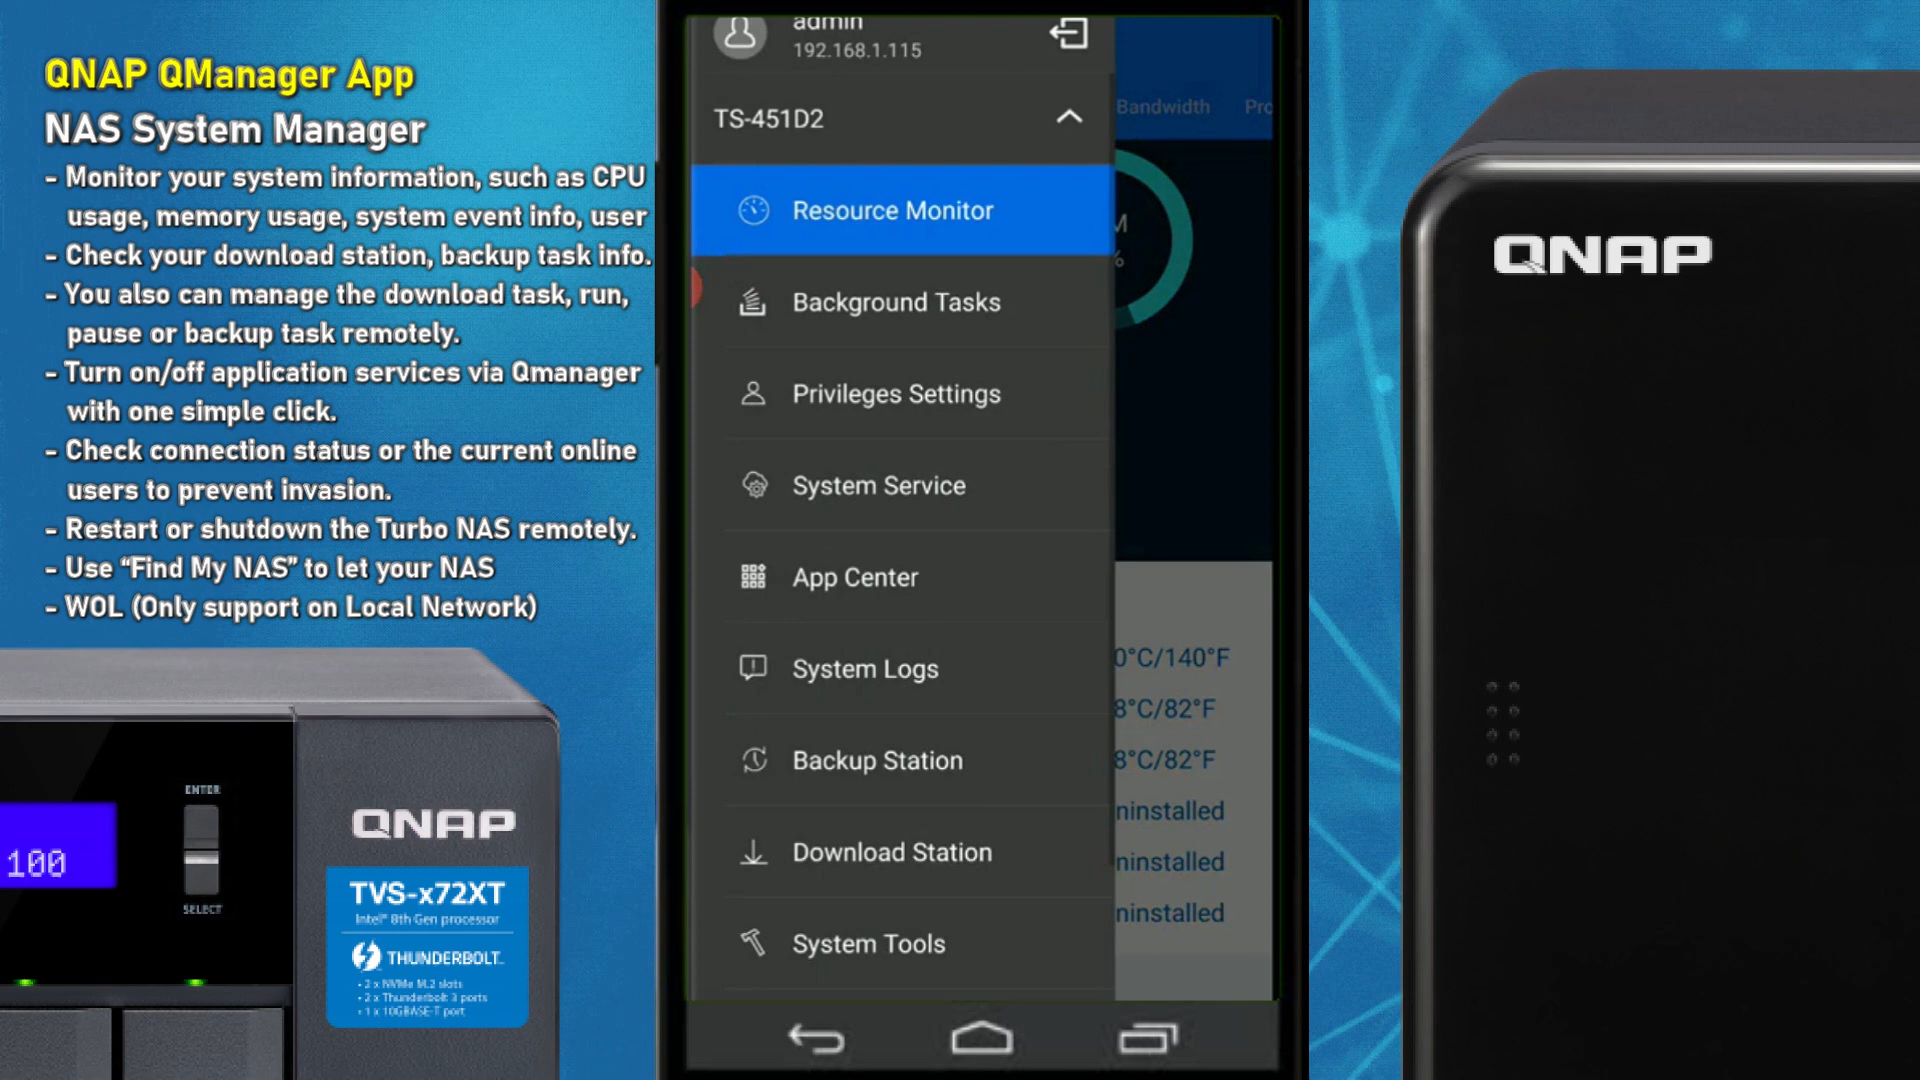 QNAP QManager App
NAS System Manager
- Monitor your system information, such as CPU
usage, memory usage, system event info, user
- Check your download station, backup task info.
- You also can manage the download task, run,
pause or backup task remotely.
- Turn on/off application services via Qmanager
with one simple click.
- Check connection status or the current online
users to prevent invasion.
- Restart or shutdown the Turbo NAS remotely.
- Use “Find My NAS” to let your NAS
- WOL (Only support on Local Network)
ENTER
100
SELECT
QNAP
TVS-x72XT
Intel® 8th Gen processor
THUNDERBOLT
• 2 x NVMe M.2 slots
• 2 x Thunderbolt 3 ports
• 1 x 10GBASE-T port
admin
192.168.1.115
TS-451D2
Resource Monitor
Background Tasks
Privileges Settings
System Service
App Center
System Logs
Backup Station
Download Station
System Tools
Bandwidth Pro
M
%
0°C/140°F
8°C/82°F
8°C/82°F
ninstalled
ninstalled
ninstalled
QNAP